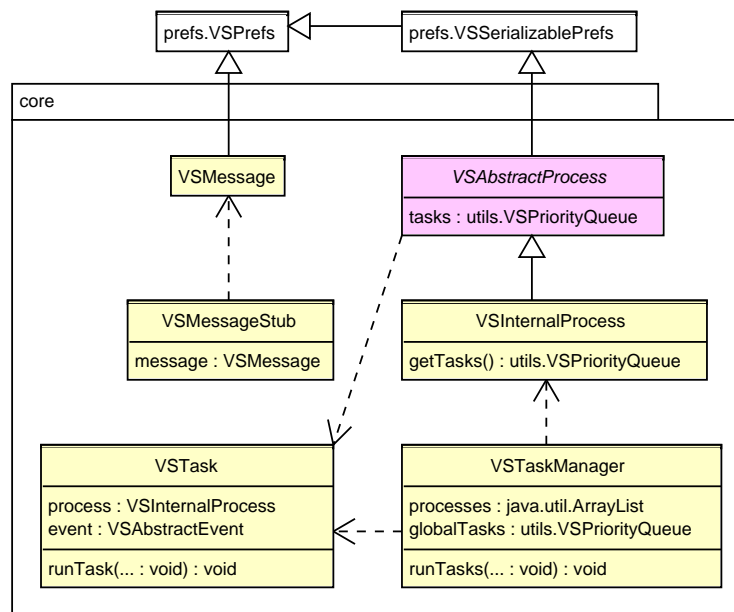 prefs.VSPrefs
prefs.VSSerializablePrefs
core
VSMessage
VSAbstractProcess
tasks : utils.VSPriorityQueue
VSMessageStub
message : VSMessage
VSInternalProcess
getTasks() : utils.VSPriorityQueue
VSTask
process : VSInternalProcess
event : VSAbstractEvent
runTask(... : void) : void
VSTaskManager
processes : java.util.ArrayList
globalTasks : utils.VSPriorityQueue
runTasks(... : void) : void